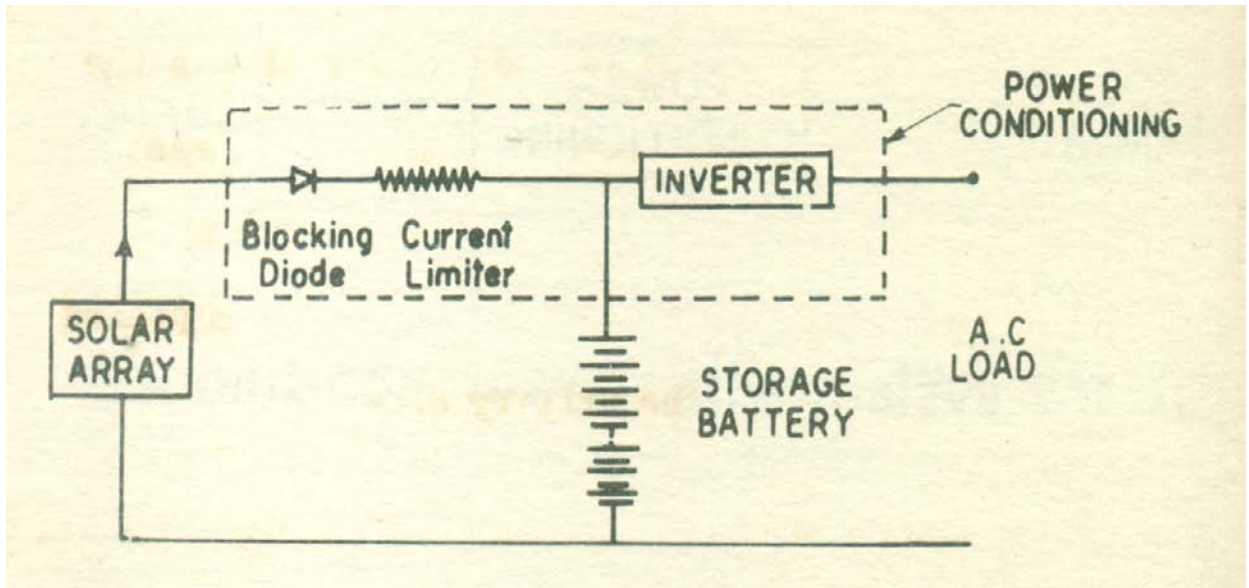 POWER
CONDITIONING
INVERTER
Blocking
Diode
Current
Limiter
SOLAR
ARRAY
STORAGE
BATTERY
A.C
LOAD